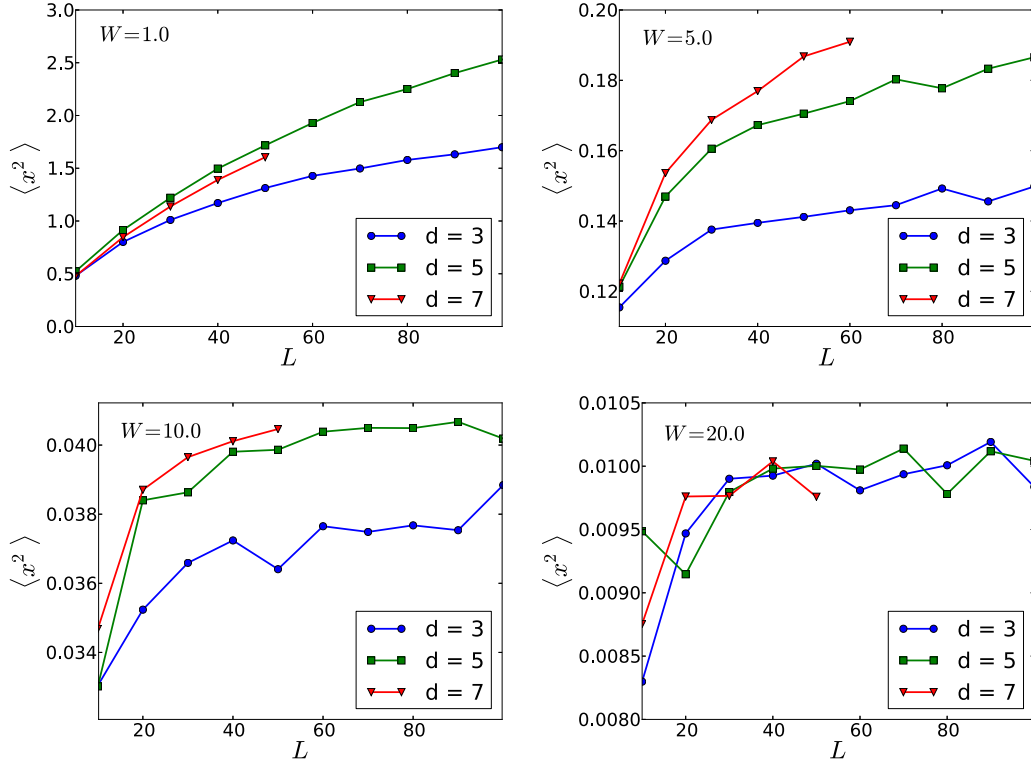 W=1.0
3.0
2.5
2.0
1.5
1.0
0.5
0.0
⟨x²⟩
20 40 60 80
L
d = 3
d = 5
d = 7
W=5.0
0.20
0.18
0.16
0.14
0.12
⟨x²⟩
20 40 60 80
L
d = 3
d = 5
d = 7
W=10.0
0.040
0.038
0.036
0.034
⟨x²⟩
20 40 60 80
L
d = 3
d = 5
d = 7
W=20.0
0.0105
0.0100
0.0095
0.0090
0.0085
0.0080
⟨x²⟩
20 40 60 80
L
d = 3
d = 5
d = 7